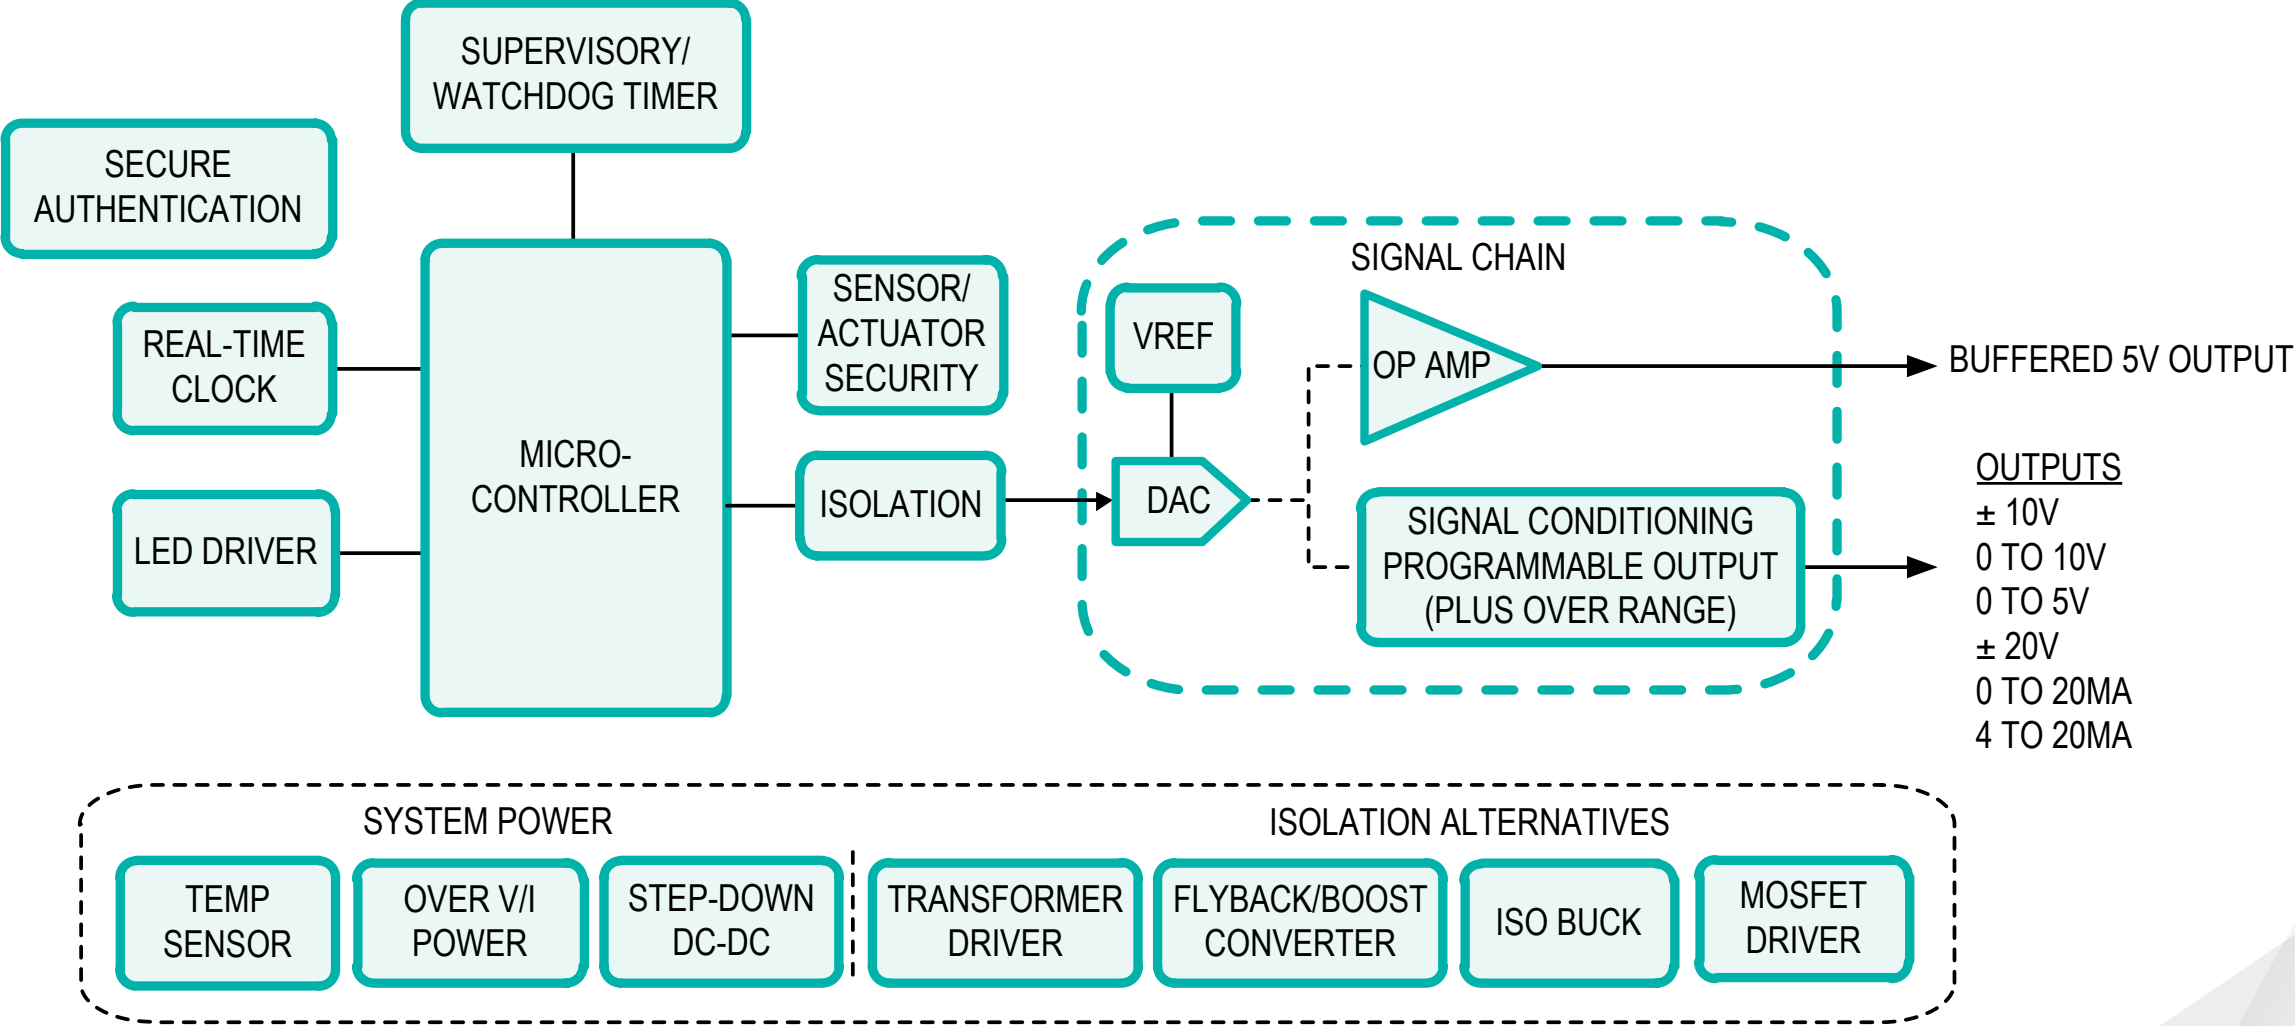 SUPERVISORY/
WATCHDOG TIMER
SECURE
AUTHENTICATION
REAL-TIME
CLOCK
LED DRIVER
MICRO-
CONTROLLER
SENSOR/
ACTUATOR
SECURITY
ISOLATION
SIGNAL CHAIN
VREF
DAC
OP AMP
SIGNAL CONDITIONING
PROGRAMMABLE OUTPUT
(PLUS OVER RANGE)
BUFFERED 5V OUTPUT
OUTPUTS
± 10V
0 TO 10V
0 TO 5V
± 20V
0 TO 20MA
4 TO 20MA
SYSTEM POWER
TEMP
SENSOR
OVER V/I
POWER
STEP-DOWN
DC-DC
ISOLATION ALTERNATIVES
TRANSFORMER
DRIVER
FLYBACK/BOOST
CONVERTER
ISO BUCK
MOSFET
DRIVER